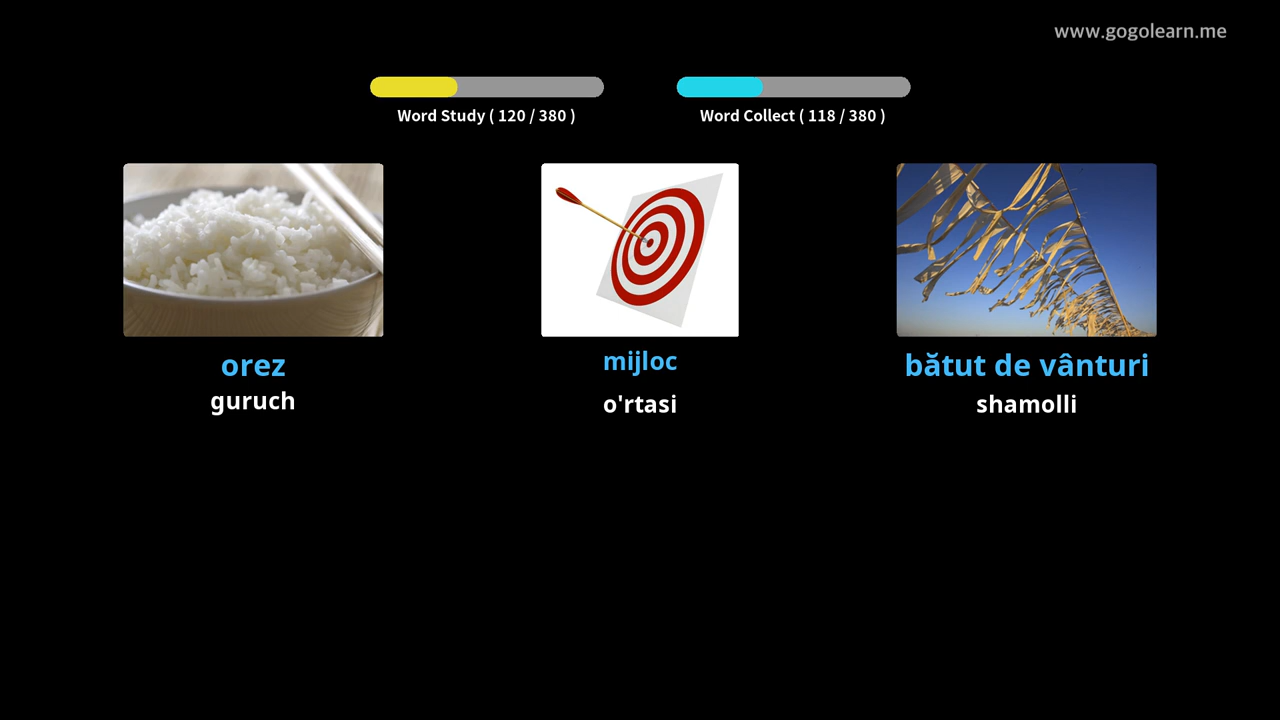 www.gogolearn.me
Word Study ( 120 / 380 )
Word Collect ( 118 / 380 )
orez
guruch
mijloc
o'rtasi
bătut de vânturi
shamolli